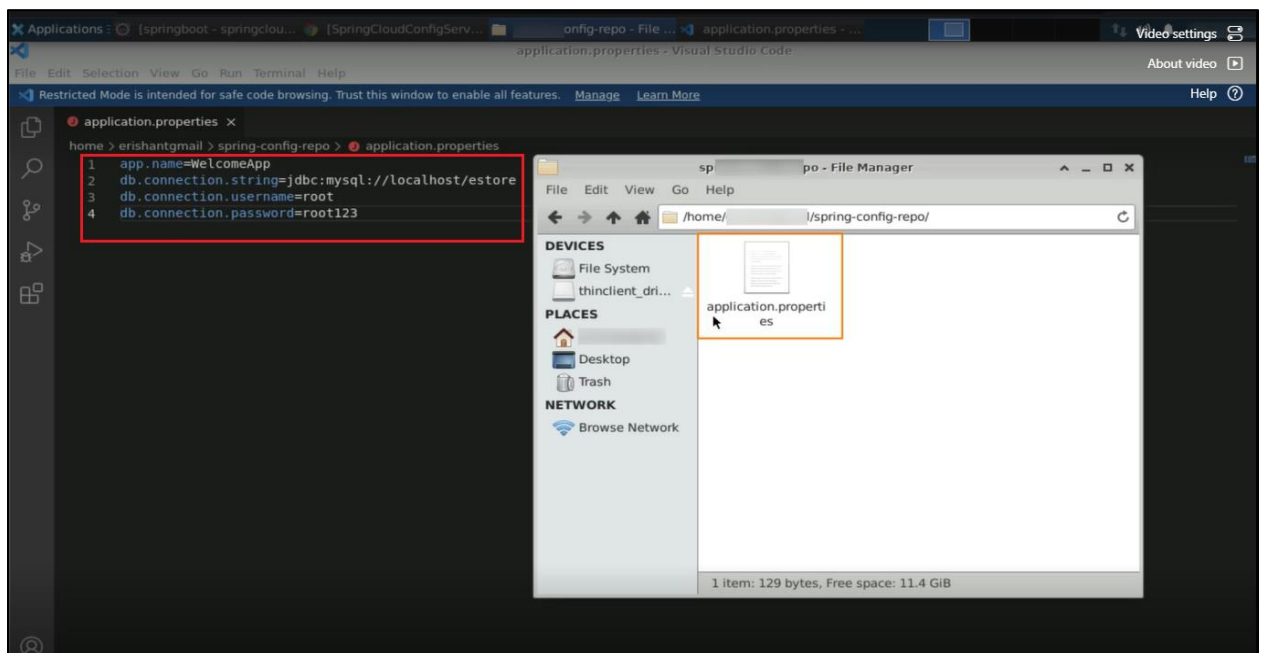 Applications : [springboot - springclou... [SpringCloudConfigServ... onfig-repo - File ... application.properties - ...
Video settings
application.properties - Visual Studio Code
About video
File Edit Selection View Go Run Terminal Help
Restricted Mode is intended for safe code browsing. Trust this window to enable all features. Manage Learn More
Help
application.properties
home > erishantgmail > spring-config-repo > application.properties
1 app.name=WelcomeApp
2 db.connection.string=jdbc:mysql://localhost/estore
3 db.connection.username=root
4 db.connection.password=root123
sp po - File Manager
File Edit View Go Help
/home/ l/spring-config-repo/
DEVICES
File System
thinclient_dri...
PLACES
Desktop
Trash
NETWORK
Browse Network
application.properti
es
1 item: 129 bytes, Free space: 11.4 GiB